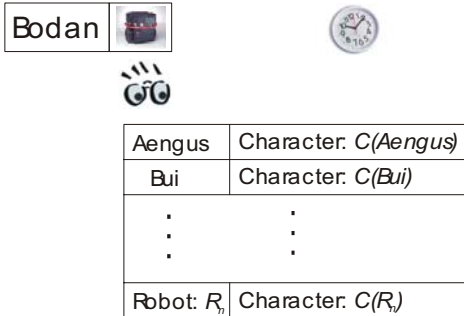 Bodan
Aengus Character: C(Aengus)
Bui Character: C(Bui)
Robot: Rn Character: C(Rn)